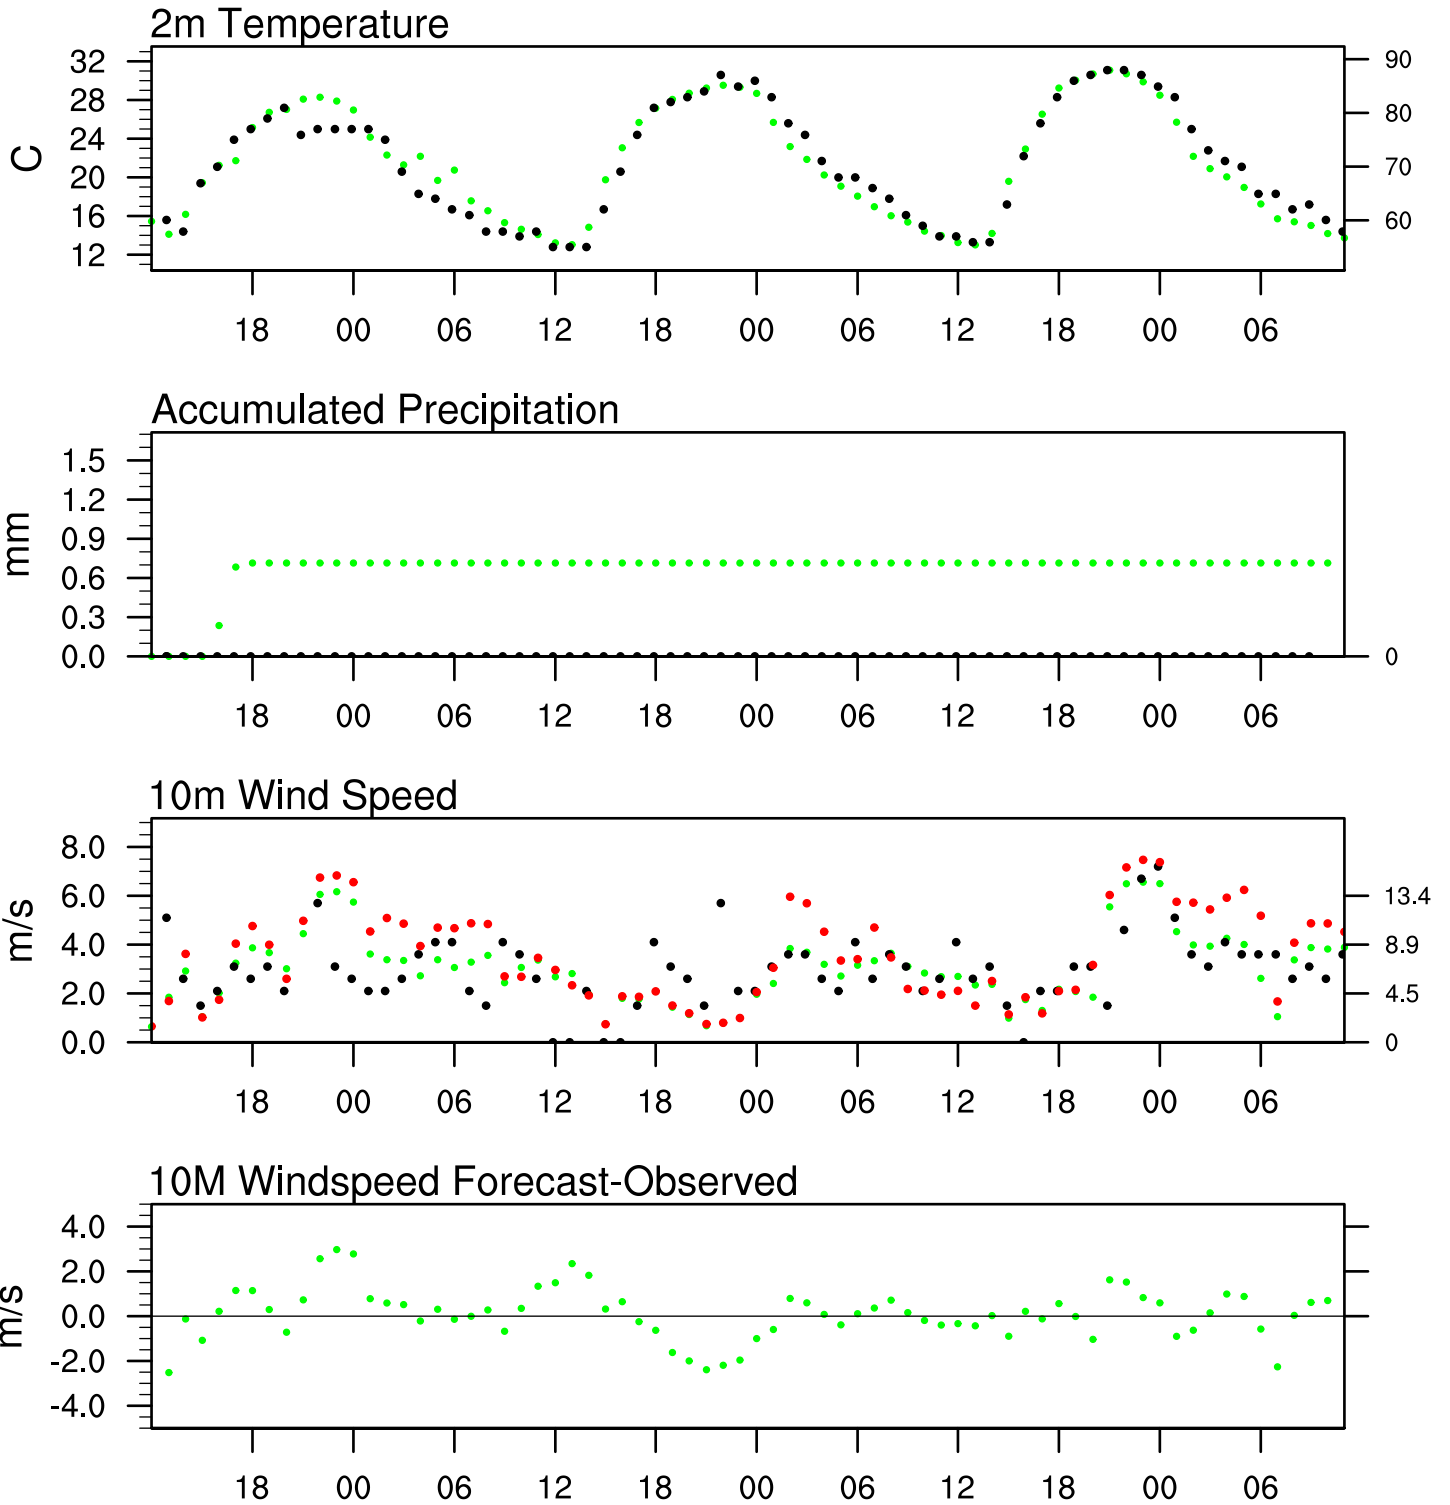 2m Temperature
32
28
24
20
16
12
C
90
80
70
60
18 00 06 12 18 00 06 12 18 00 06
Accumulated Precipitation
1.5
1.2
0.9
0.6
0.3
0.0
mm
0
18 00 06 12 18 00 06 12 18 00 06
10m Wind Speed
8.0
6.0
4.0
2.0
0.0
m/s
13.4
8.9
4.5
0
18 00 06 12 18 00 06 12 18 00 06
10M Windspeed Forecast-Observed
4.0
2.0
0.0
-2.0
-4.0
m/s
18 00 06 12 18 00 06 12 18 00 06